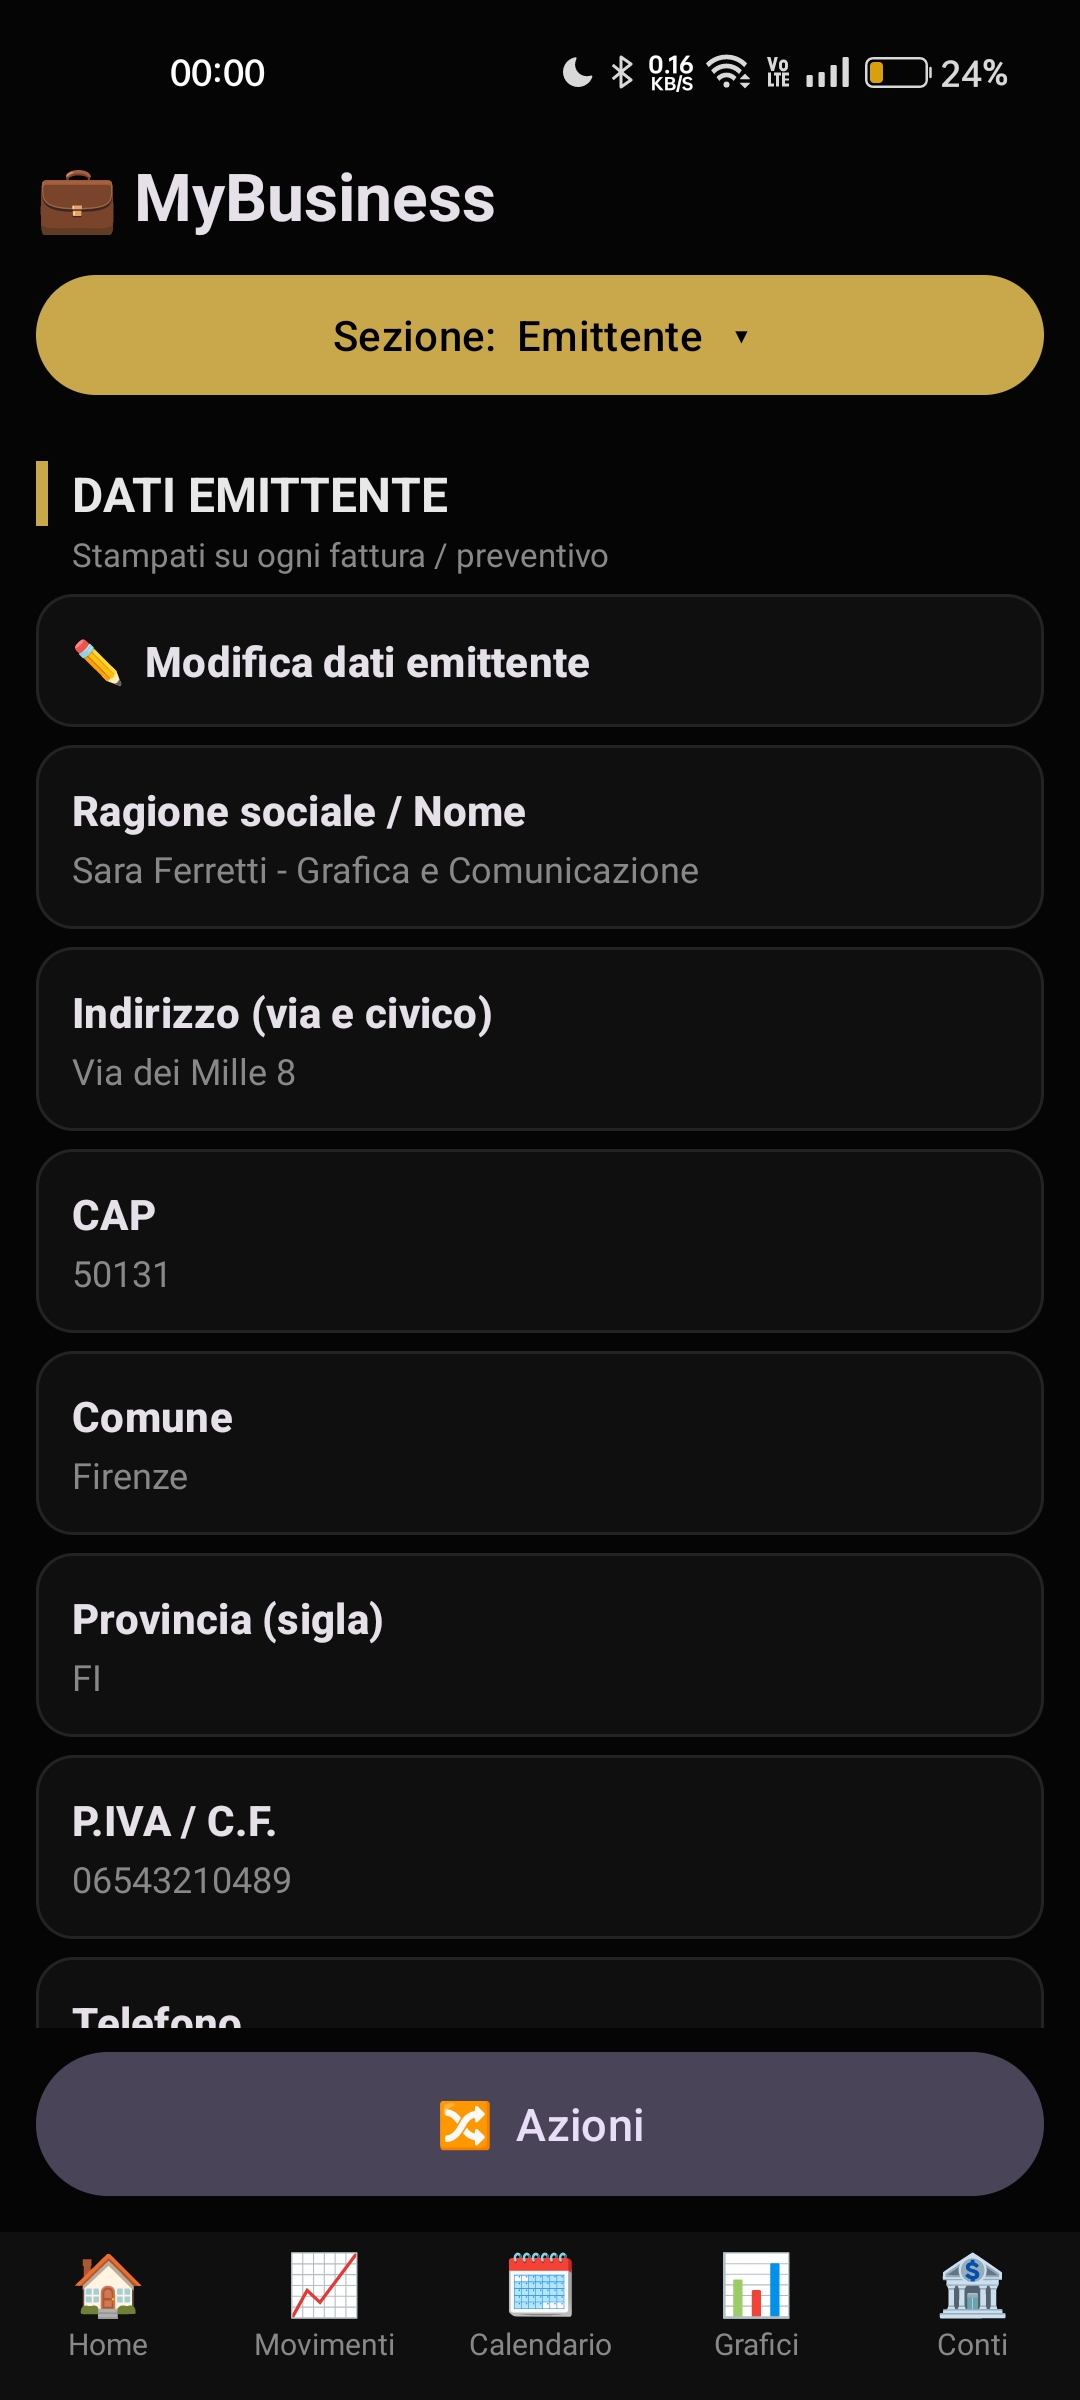 00:00
0.16
KB/S
Vo
LTE
24%
MyBusiness
Sezione: Emittente ▼
DATI EMITTENTE
Stampati su ogni fattura / preventivo
Modifica dati emittente
Ragione sociale / Nome
Sara Ferretti - Grafica e Comunicazione
Indirizzo (via e civico)
Via dei Mille 8
CAP
50131
Comune
Firenze
Provincia (sigla)
FI
P.IVA / C.F.
06543210489
Telefono
Azioni
Home
Movimenti
Calendario
Grafici
Conti